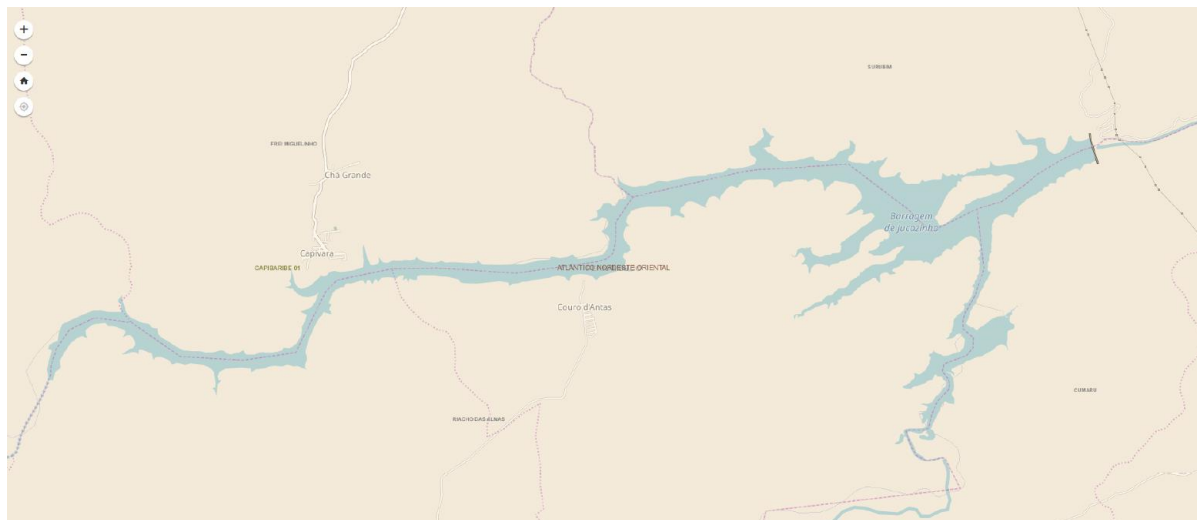 SURUBIM
FREI MIGUELINHO
Chã Grande
Barragem
de Jucazinho
Capivara
CAPIBARIBE 01
ATLÂNTICO NORDESTE ORIENTAL
Couro d'Antas
CUMARU
RIACHO DAS ALMAS